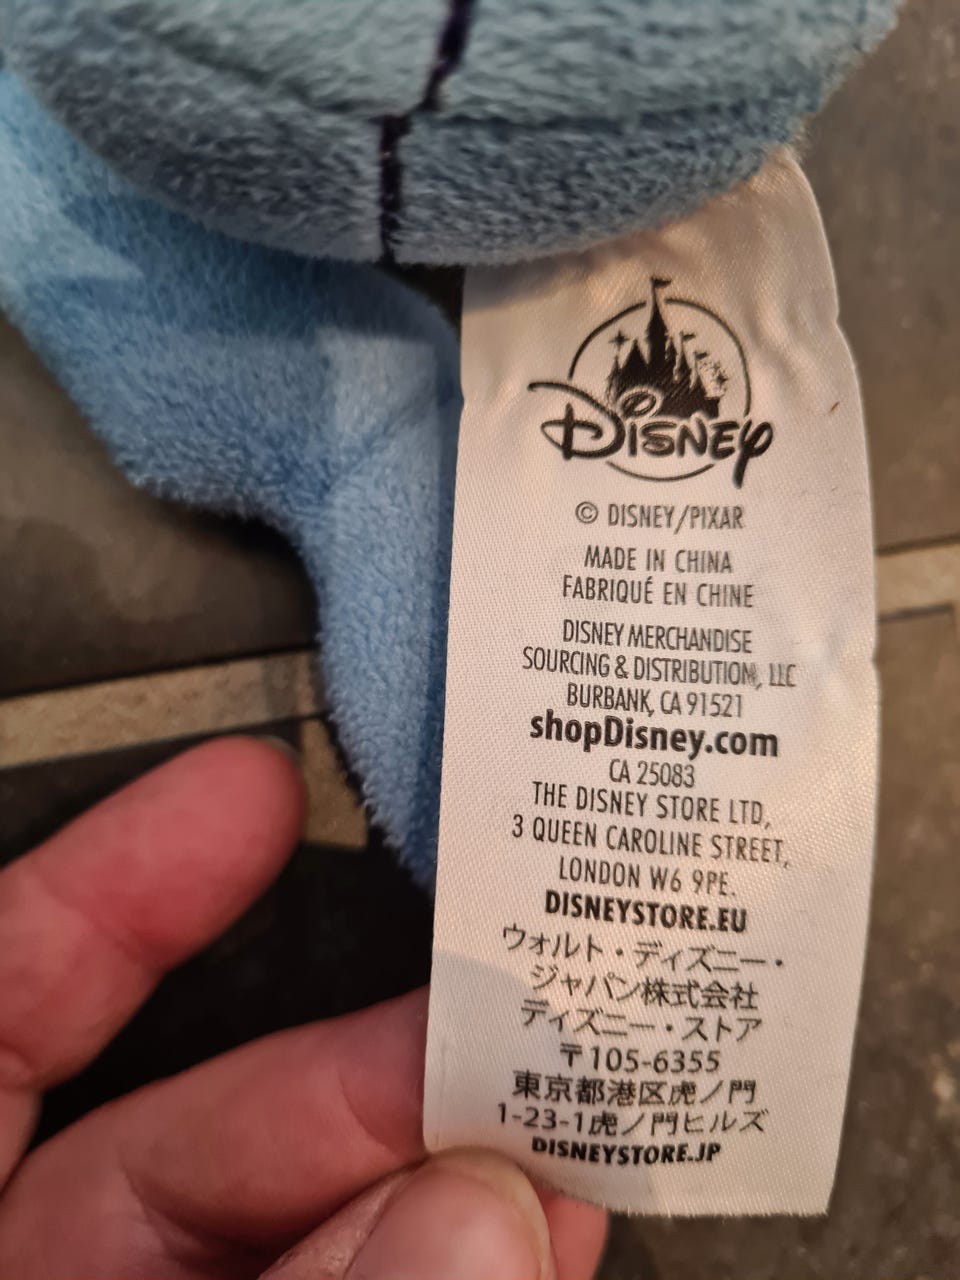 Disney
© DISNEY/PIXAR
MADE IN CHINA
FABRIQUÉ EN CHINE
DISNEY MERCHANDISE
SOURCING & DISTRIBUTION, LLC
BURBANK, CA 91521
shopDisney.com
CA 25083
THE DISNEY STORE LTD,
3 QUEEN CAROLINE STREET,
LONDON W6 9PE.
DISNEYSTORE.EU
ウォルト・ディズニー・
ジャパン株式会社
ディズニー・ストア
〒105-6355
東京都港区虎ノ門
1-23-1虎ノ門ヒルズ
DISNEYSTORE.JP